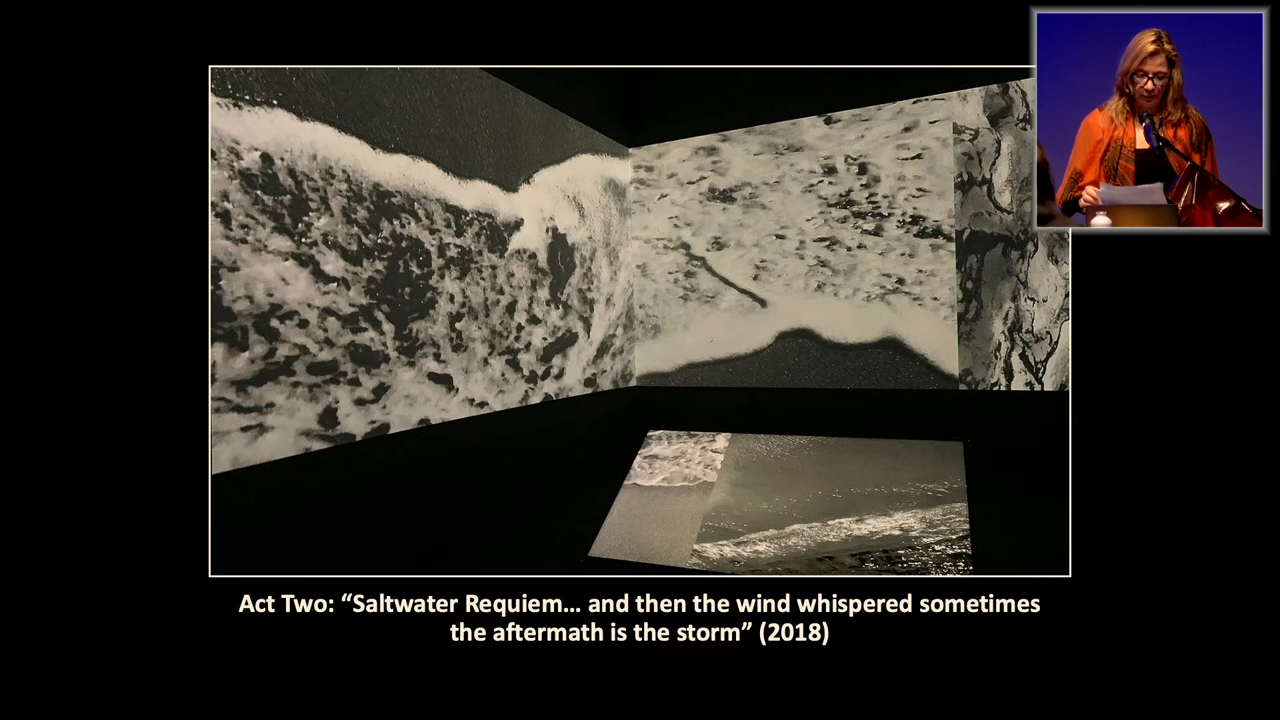 Act Two: “Saltwater Requiem… and then the wind whispered sometimes
the aftermath is the storm” (2018)